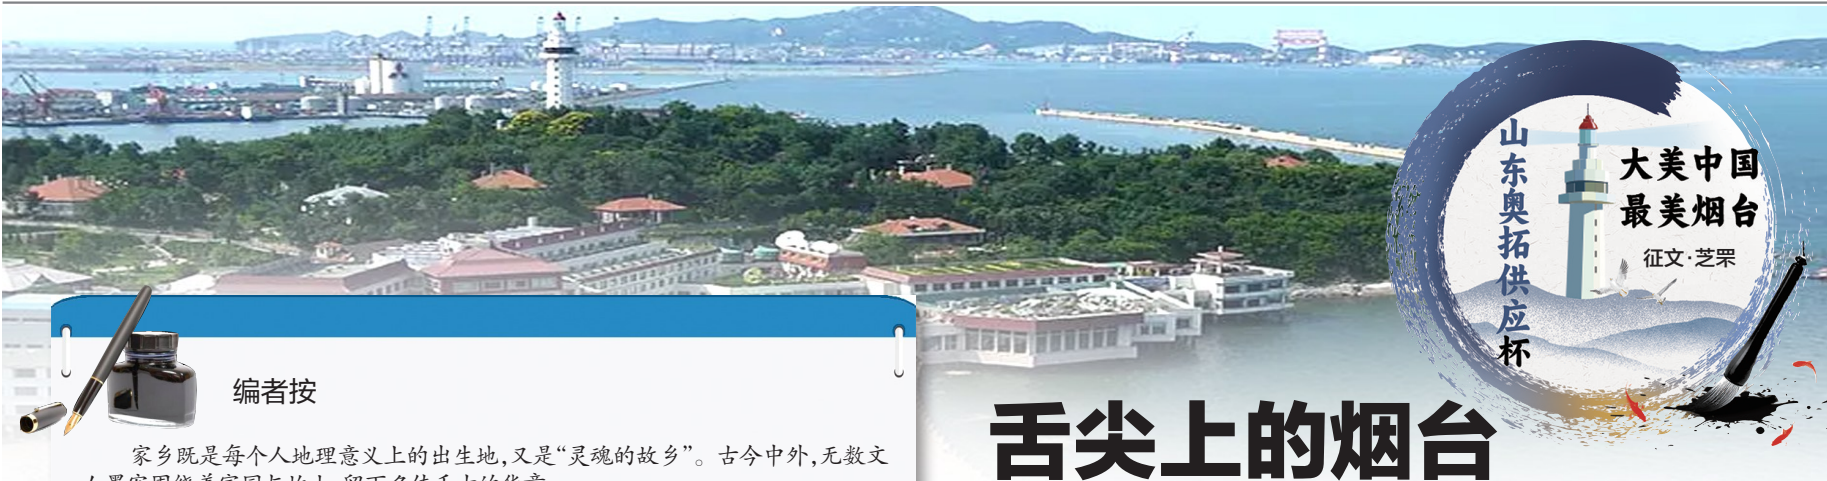 山东奥拓供应杯
大美中国
最美烟台
征文·芝罘
编者按
家乡既是每个人地理意义上的出生地,又是“灵魂的故乡”。古今中外,无数文
舌尖上的烟台